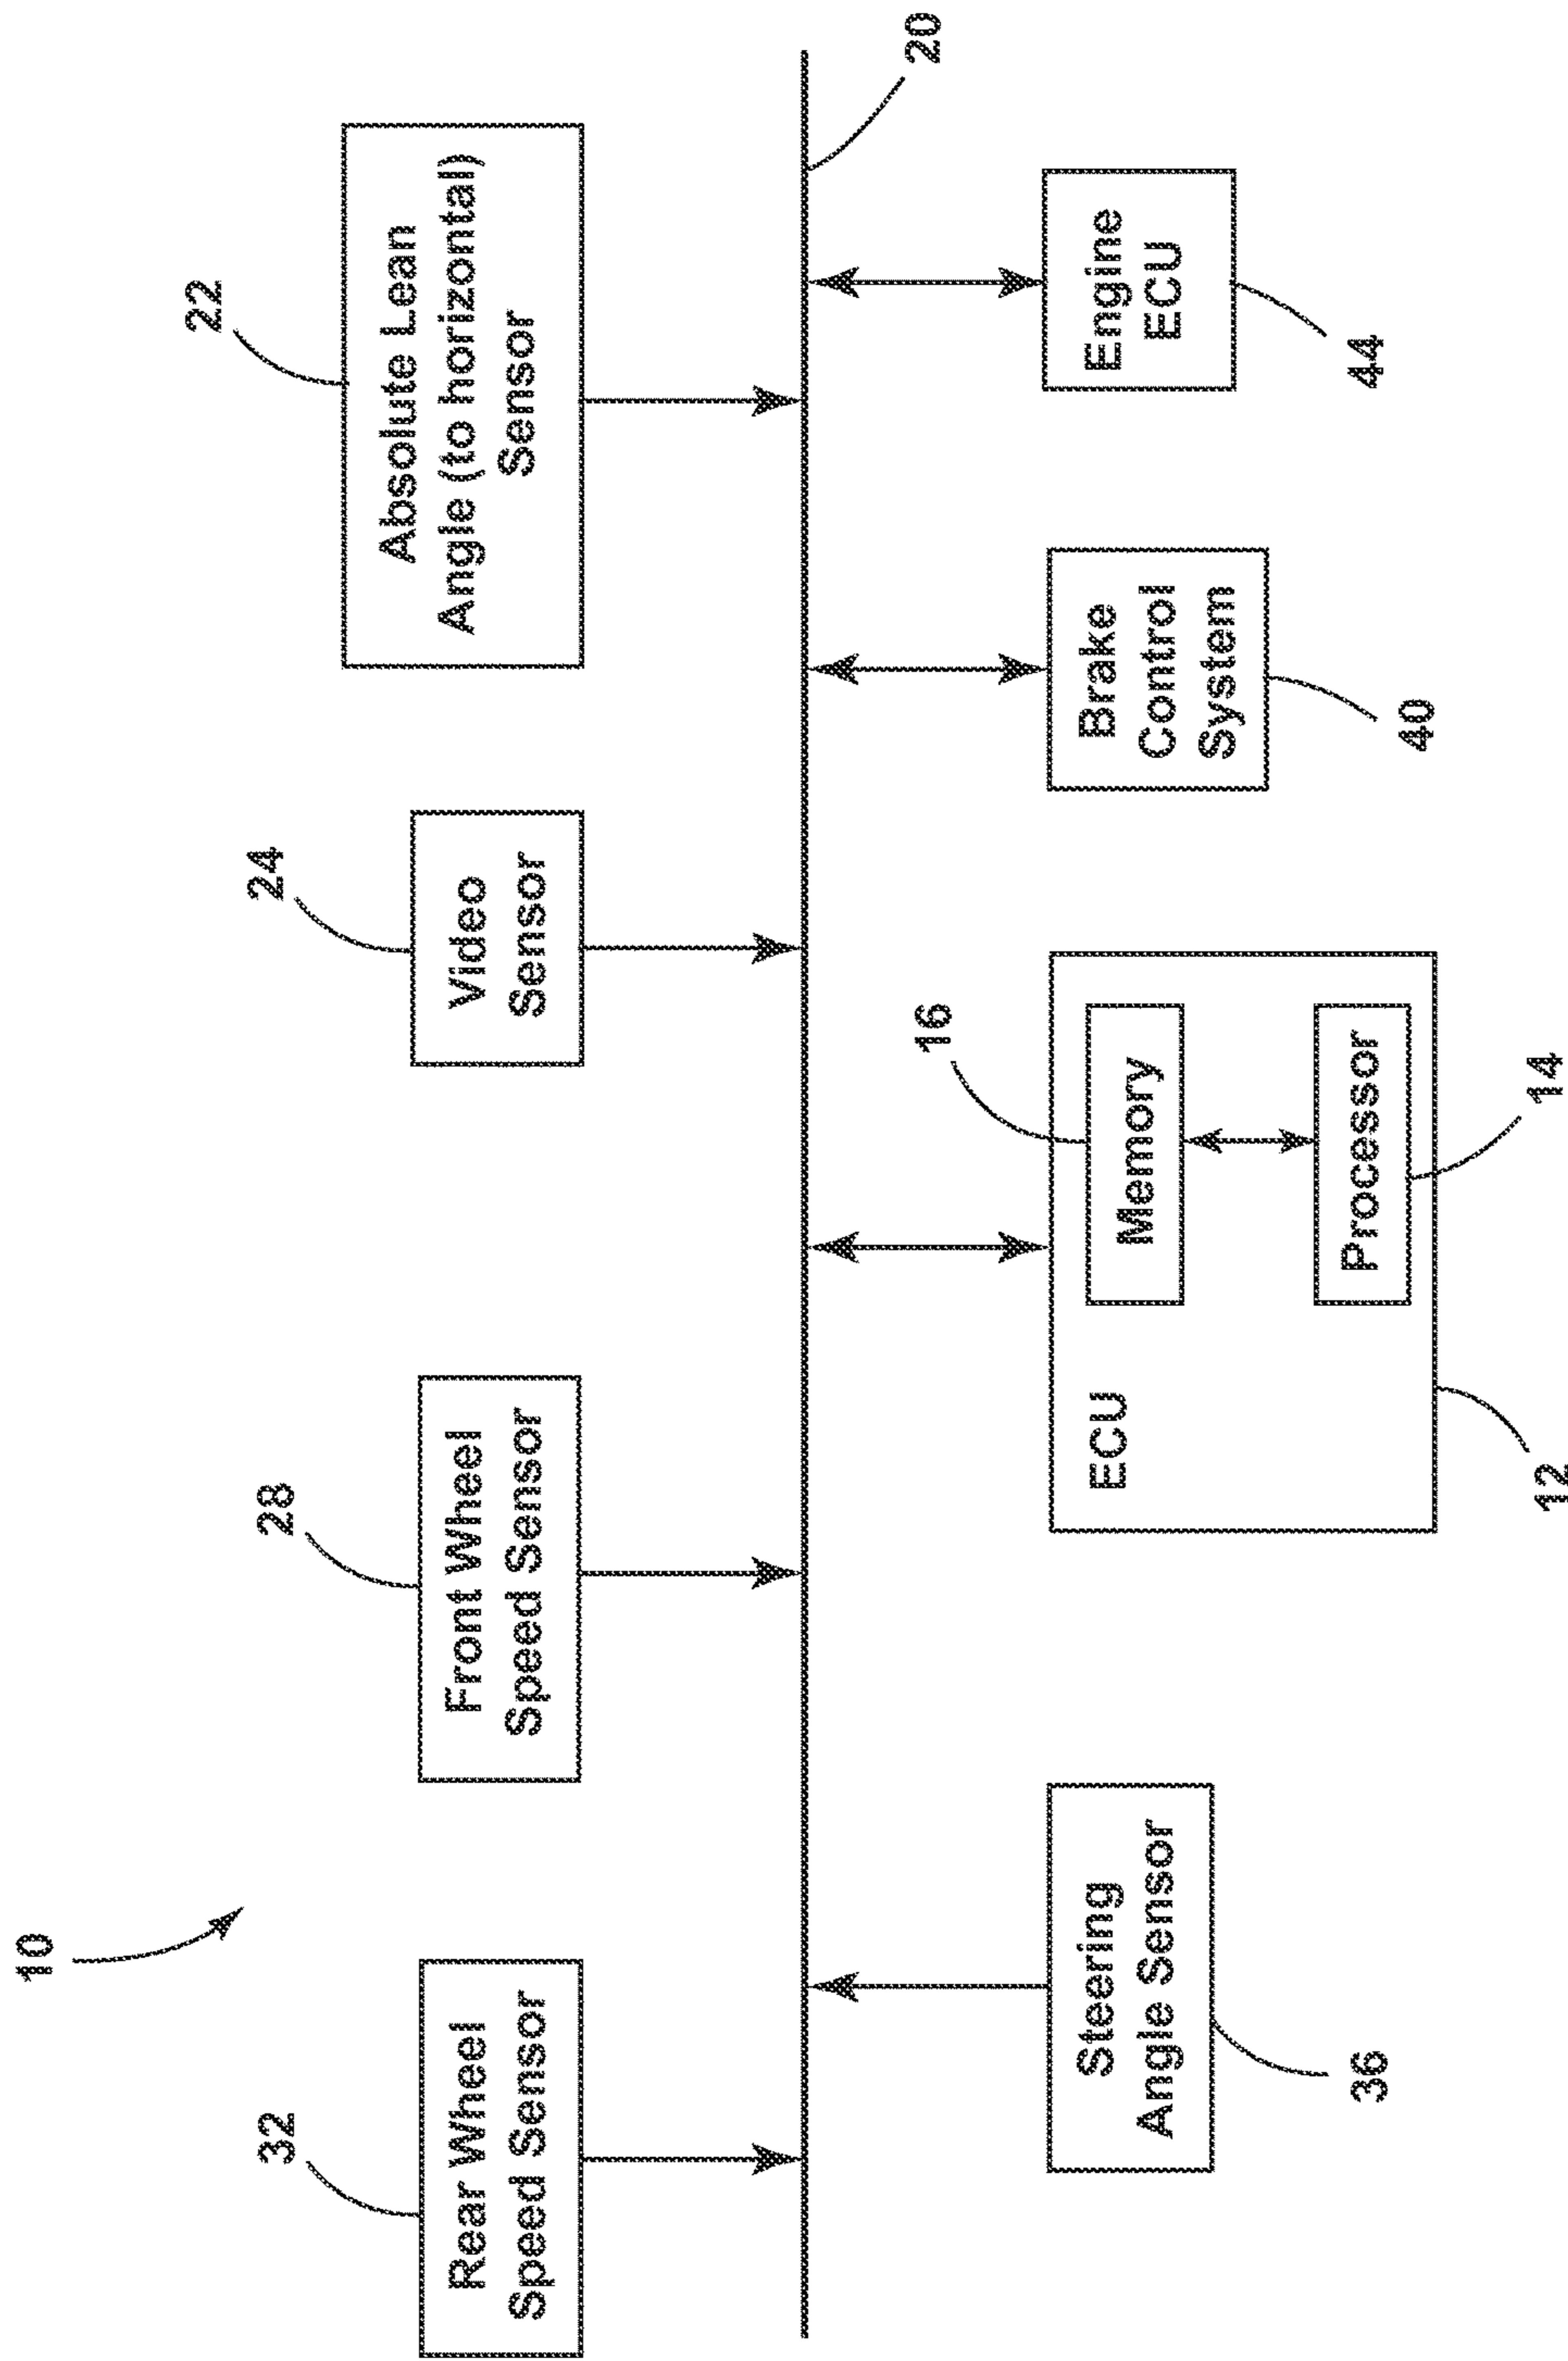 10
32
Rear Wheel
Speed Sensor
28
Front Wheel
Speed Sensor
24
Video
Sensor
22
Absolute Lean
Angle (to horizontal)
Sensor
20
Steering
Angle Sensor
36
ECU
16
Memory
Processor
14
12
Brake
Control
System
40
Engine
ECU
44